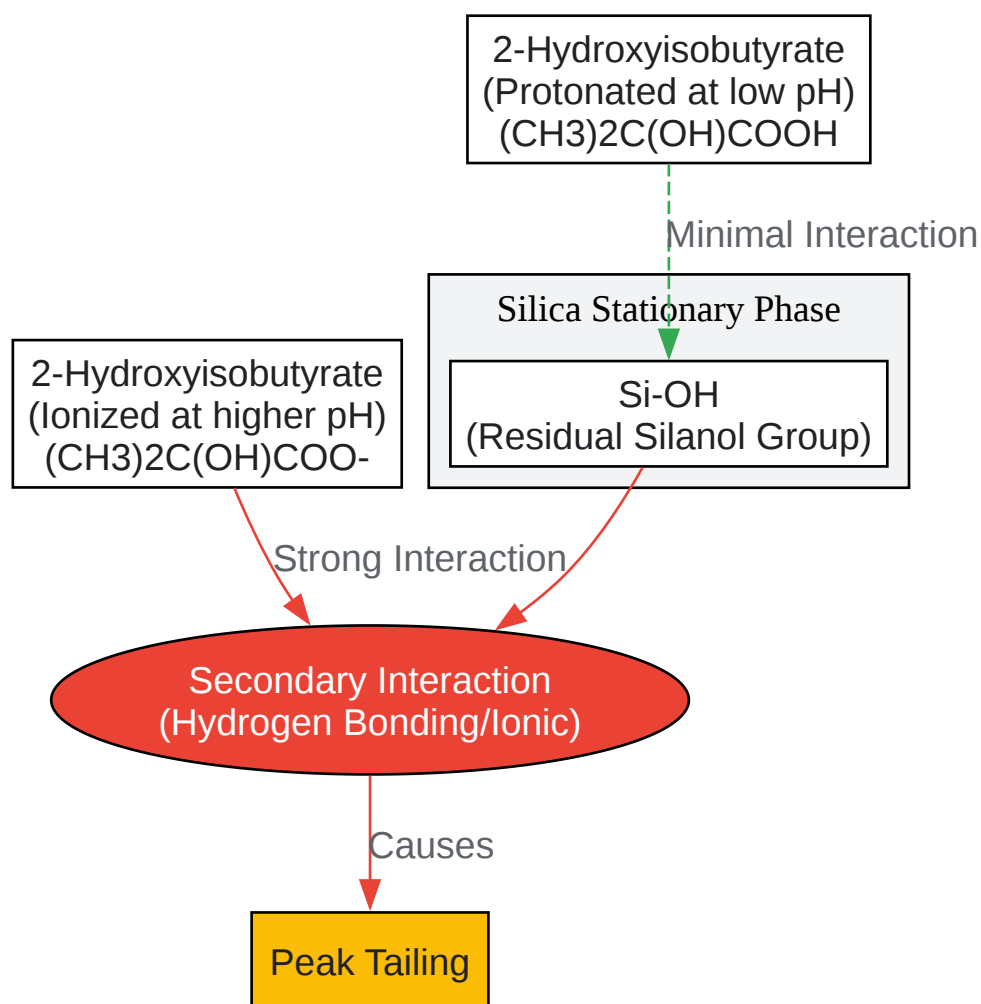 2-Hydroxyisobutyrate
(Protonated at low pH)
(CH3)2C(OH)COOH
Minimal Interaction
Silica Stationary Phase
2-Hydroxyisobutyrate
(Ionized at higher pH)
(CH3)2C(OH)COO-
Si-OH
(Residual Silanol Group)
Strong Interaction
Secondary Interaction
(Hydrogen Bonding/Ionic)
Causes
Peak Tailing